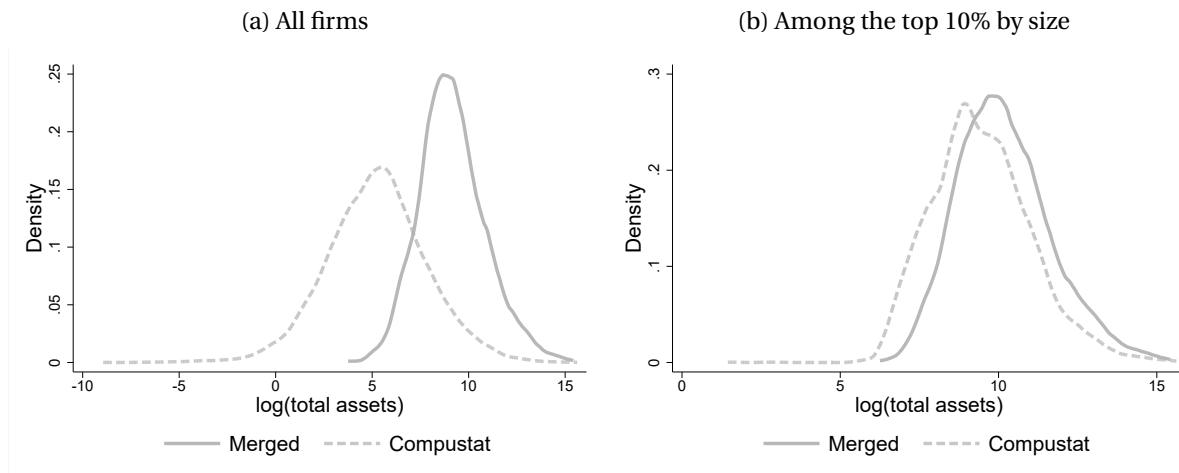 (a) All firms
.25
.2
.15
.1
.05
0
Density
-10
-5
0
5
10
15
log(total assets)
Merged
Compustat
(b) Among the top 10% by size
.3
.2
.1
0
Density
0
5
10
15
log(total assets)
Merged
Compustat